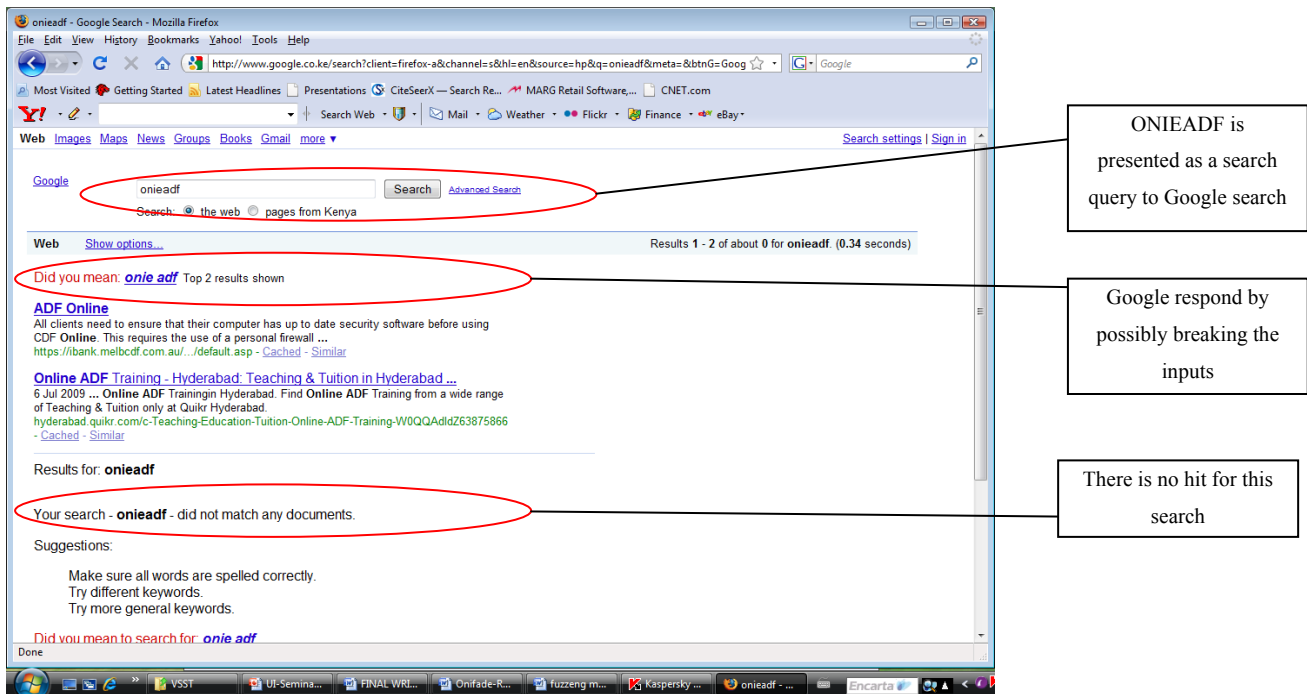 onieadf - Google Search - Mozilla Firefox
File Edit View History Bookmarks Yahoo! Tools Help
http://www.google.co.ke/search?client=firefox-a&channel=s&hl=en&source=hp&q=onieadf&meta=&btnG=Goog
Google
Most Visited Getting Started Latest Headlines Presentations CiteSeerX — Search Re... MARG Retail Software,... CNET.com
Y! Search Web Mail Weather Flickr Finance eBay
Web Images Maps News Groups Books Gmail more ▼ Search settings | Sign in
Google onieadf Search Advanced Search
Search: the web pages from Kenya
Web Show options... Results 1 - 2 of about 0 for onieadf. (0.34 seconds)
Did you mean: onie adf Top 2 results shown
ADF Online
All clients need to ensure that their computer has up to date security software before using
CDF Online. This requires the use of a personal firewall ...
https://ibank.melbcdf.com.au/.../default.asp - Cached - Similar
Online ADF Training - Hyderabad: Teaching & Tuition in Hyderabad ...
6 Jul 2009 ... Online ADF Trainingin Hyderabad. Find Online ADF Training from a wide range
of Teaching & Tuition only at Quikr Hyderabad.
hyderabad.quikr.com/c-Teaching-Education-Tuition-Online-ADF-Training-W0QQAdIdZ63875866
- Cached - Similar
Results for: onieadf
Your search - onieadf - did not match any documents.
Suggestions:
Make sure all words are spelled correctly.
Try different keywords.
Try more general keywords.
Did you mean to search for: onie adf
Done
VSST UI-Semina... FINAL WRI... Onifade-R... fuzzeng m... Kaspersky ... onieadf - ... Encarta
ONIEADF is
presented as a search
query to Google search
Google respond by
possibly breaking the
inputs
There is no hit for this
search